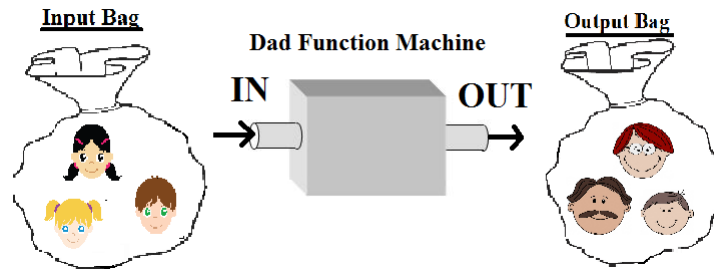 Input Bag
Output Bag
Dad Function Machine
IN
OUT